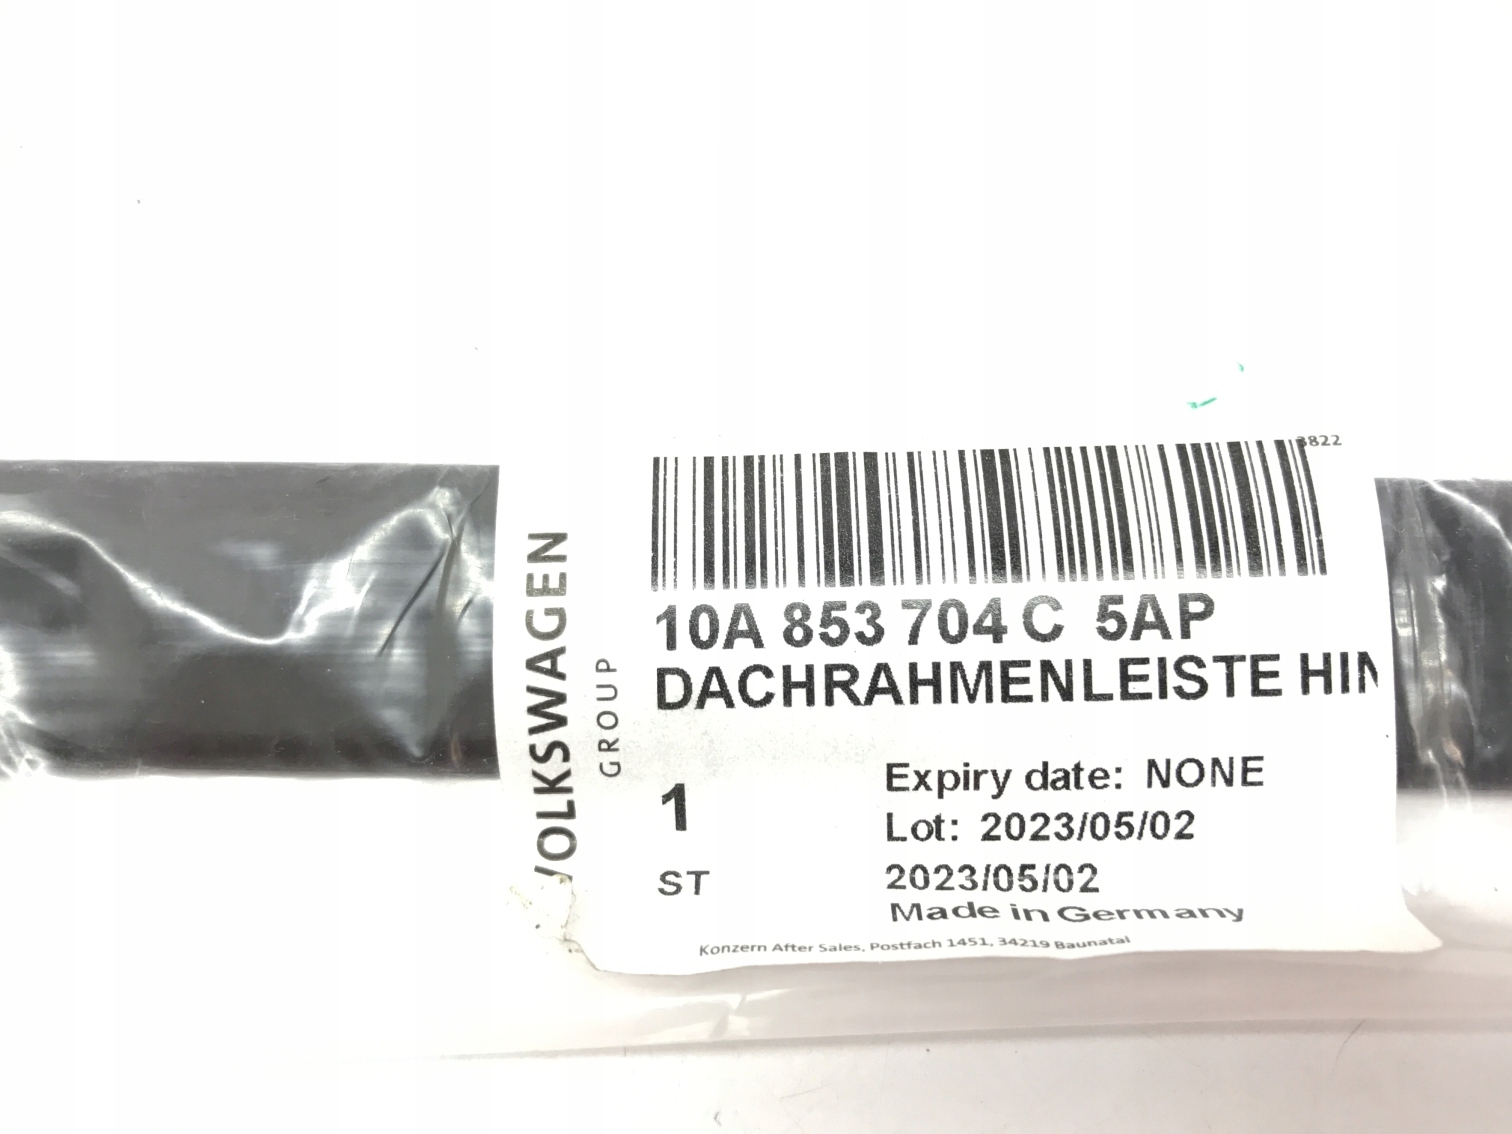 3822
VOLKSWAGEN
GROUP
10A 853 704 C 5AP
DACHRAHMENLEISTE HIN
1
ST
Expiry date: NONE
Lot: 2023/05/02
2023/05/02
Made in Germany
Konzern After Sales, Postfach 1451, 34219 Baunatal